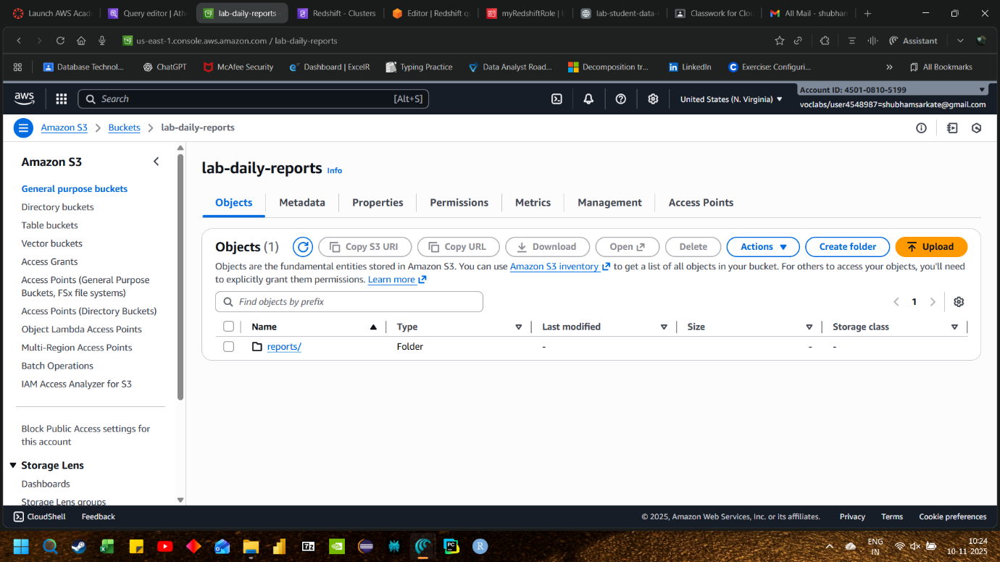 Launch AWS Acad
Query editor | Athe
lab-daily-reports -
Redshift - Clusters
Editor | Redshift qu
myRedshiftRole | I
lab-student-data-
Classwork for Clou
All Mail - shubham
us-east-1.console.aws.amazon.com / lab-daily-reports
Assistant
Database Technol...
ChatGPT
McAfee Security
Dashboard | ExcelR
Typing Practice
Data Analyst Road...
Decomposition tr...
LinkedIn
Exercise: Configuri...
All Bookmarks
aws
Search
[Alt+S]
United States (N. Virginia)
Account ID: 4501-0810-5199
voclabs/user4548987=shubhamsarkate@gmail.com
Amazon S3
Buckets
lab-daily-reports
Amazon S3
General purpose buckets
Directory buckets
Table buckets
Vector buckets
Access Grants
Access Points (General Purpose
Buckets, FSx file systems)
Access Points (Directory Buckets)
Object Lambda Access Points
Multi-Region Access Points
Batch Operations
IAM Access Analyzer for S3
Block Public Access settings for
this account
Storage Lens
Dashboards
Storage Lens groups
lab-daily-reports Info
Objects
Metadata
Properties
Permissions
Metrics
Management
Access Points
Objects (1)
Copy S3 URI
Copy URL
Download
Open
Delete
Actions
Create folder
Upload
Objects are the fundamental entities stored in Amazon S3. You can use Amazon S3 inventory to get a list of all objects in your bucket. For others to access your objects, you'll need
to explicitly grant them permissions. Learn more
Find objects by prefix
1
Name
Type
Last modified
Size
Storage class
reports/
Folder
-
-
-
CloudShell
Feedback
© 2025, Amazon Web Services, Inc. or its affiliates.
Privacy
Terms
Cookie preferences
ENG
IN
10:24
10-11-2025